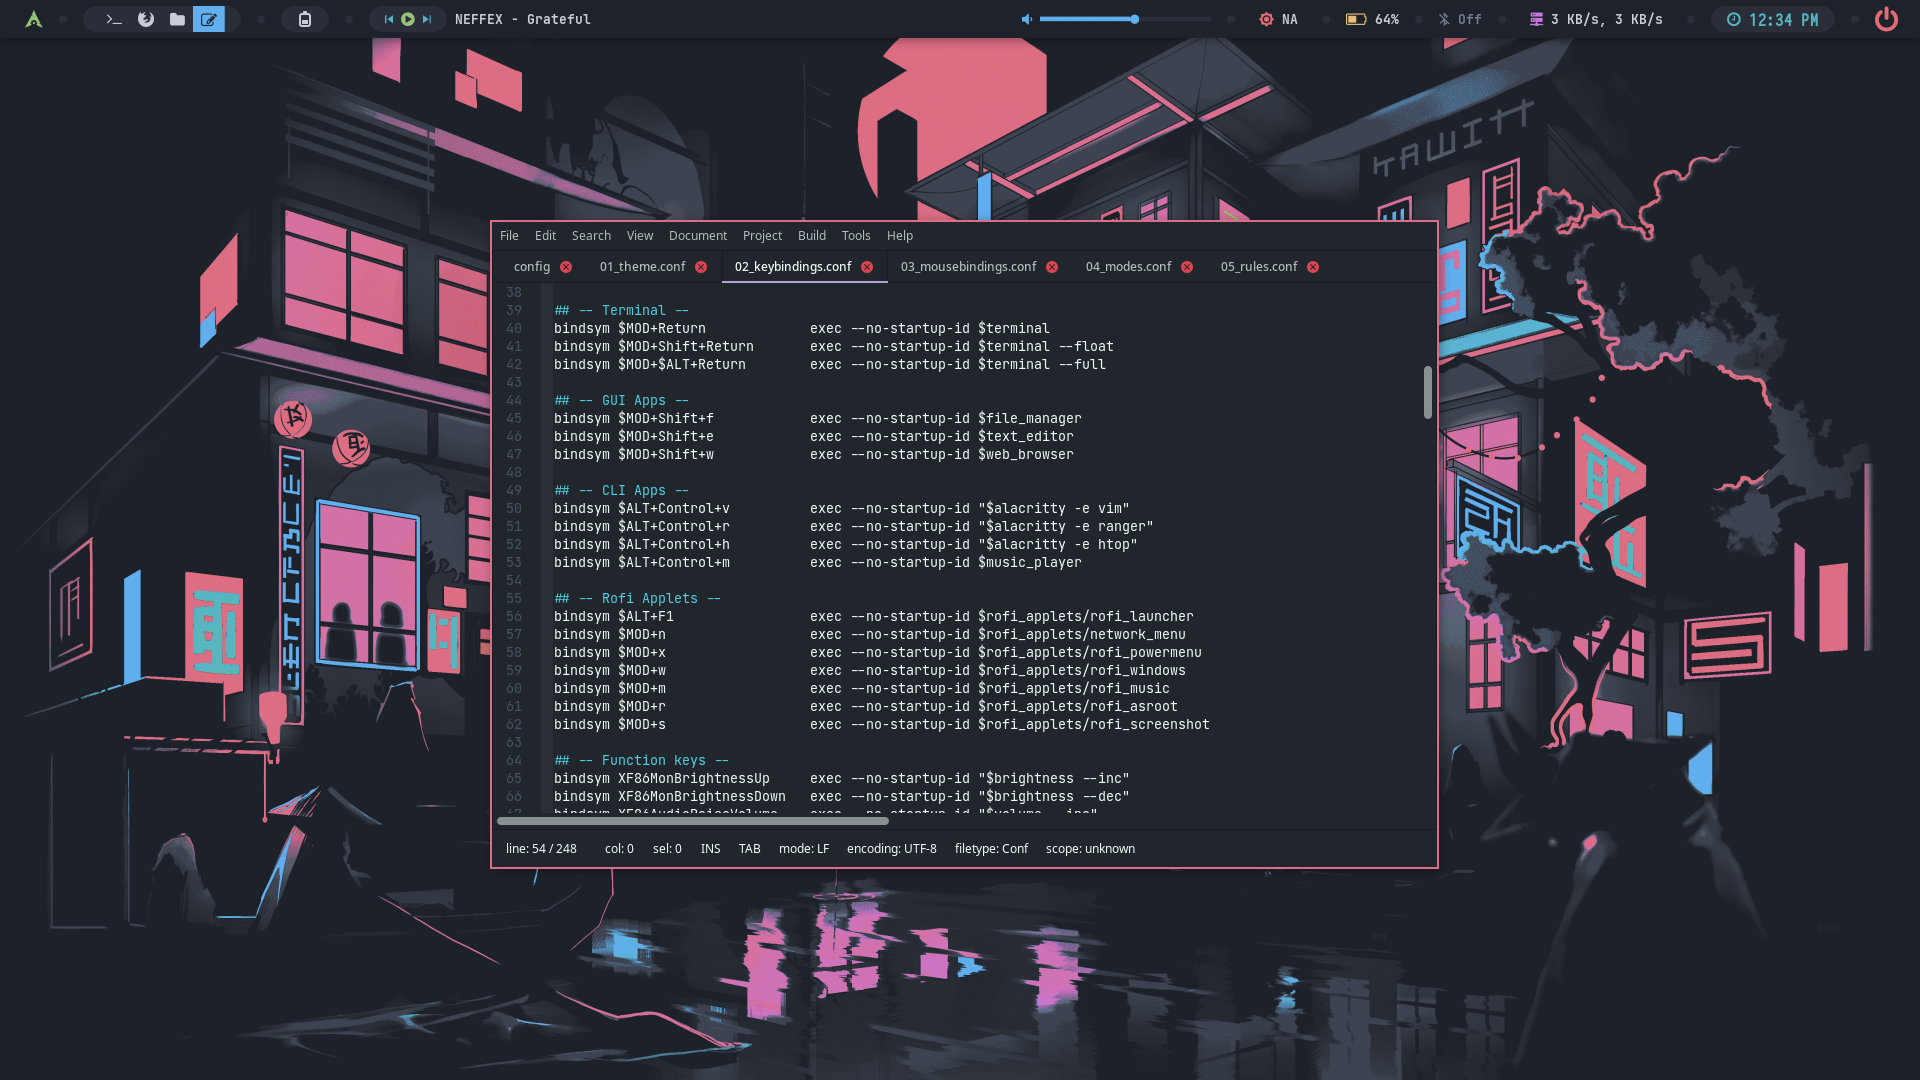 NEFFEX - Grateful
NA
64%
Off
3 KB/s, 3 KB/s
12:34 PM
KAWITT
File Edit Search View Document Project Build Tools Help
config 01_theme.conf 02_keybindings.conf 03_mousebindings.conf 04_modes.conf 05_rules.conf
38
39 ## -- Terminal --
40 bindsym $MOD+Return exec --no-startup-id $terminal
41 bindsym $MOD+Shift+Return exec --no-startup-id $terminal --float
42 bindsym $MOD+$ALT+Return exec --no-startup-id $terminal --full
43
44 ## -- GUI Apps --
45 bindsym $MOD+Shift+f exec --no-startup-id $file_manager
46 bindsym $MOD+Shift+e exec --no-startup-id $text_editor
47 bindsym $MOD+Shift+w exec --no-startup-id $web_browser
48
49 ## -- CLI Apps --
50 bindsym $ALT+Control+v exec --no-startup-id "$alacritty -e vim"
51 bindsym $ALT+Control+r exec --no-startup-id "$alacritty -e ranger"
52 bindsym $ALT+Control+h exec --no-startup-id "$alacritty -e htop"
53 bindsym $ALT+Control+m exec --no-startup-id $music_player
54
55 ## -- Rofi Applets --
56 bindsym $ALT+F1 exec --no-startup-id $rofi_applets/rofi_launcher
57 bindsym $MOD+n exec --no-startup-id $rofi_applets/network_menu
58 bindsym $MOD+x exec --no-startup-id $rofi_applets/rofi_powermenu
59 bindsym $MOD+w exec --no-startup-id $rofi_applets/rofi_windows
60 bindsym $MOD+m exec --no-startup-id $rofi_applets/rofi_music
61 bindsym $MOD+r exec --no-startup-id $rofi_applets/rofi_asroot
62 bindsym $MOD+s exec --no-startup-id $rofi_applets/rofi_screenshot
63
64 ## -- Function keys --
65 bindsym XF86MonBrightnessUp exec --no-startup-id "$brightness --inc"
66 bindsym XF86MonBrightnessDown exec --no-startup-id "$brightness --dec"
67 bindsym XF86AudioRaiseVolume exec --no-startup-id "$volume --inc"
line: 54 / 248 col: 0 sel: 0 INS TAB mode: LF encoding: UTF-8 filetype: Conf scope: unknown